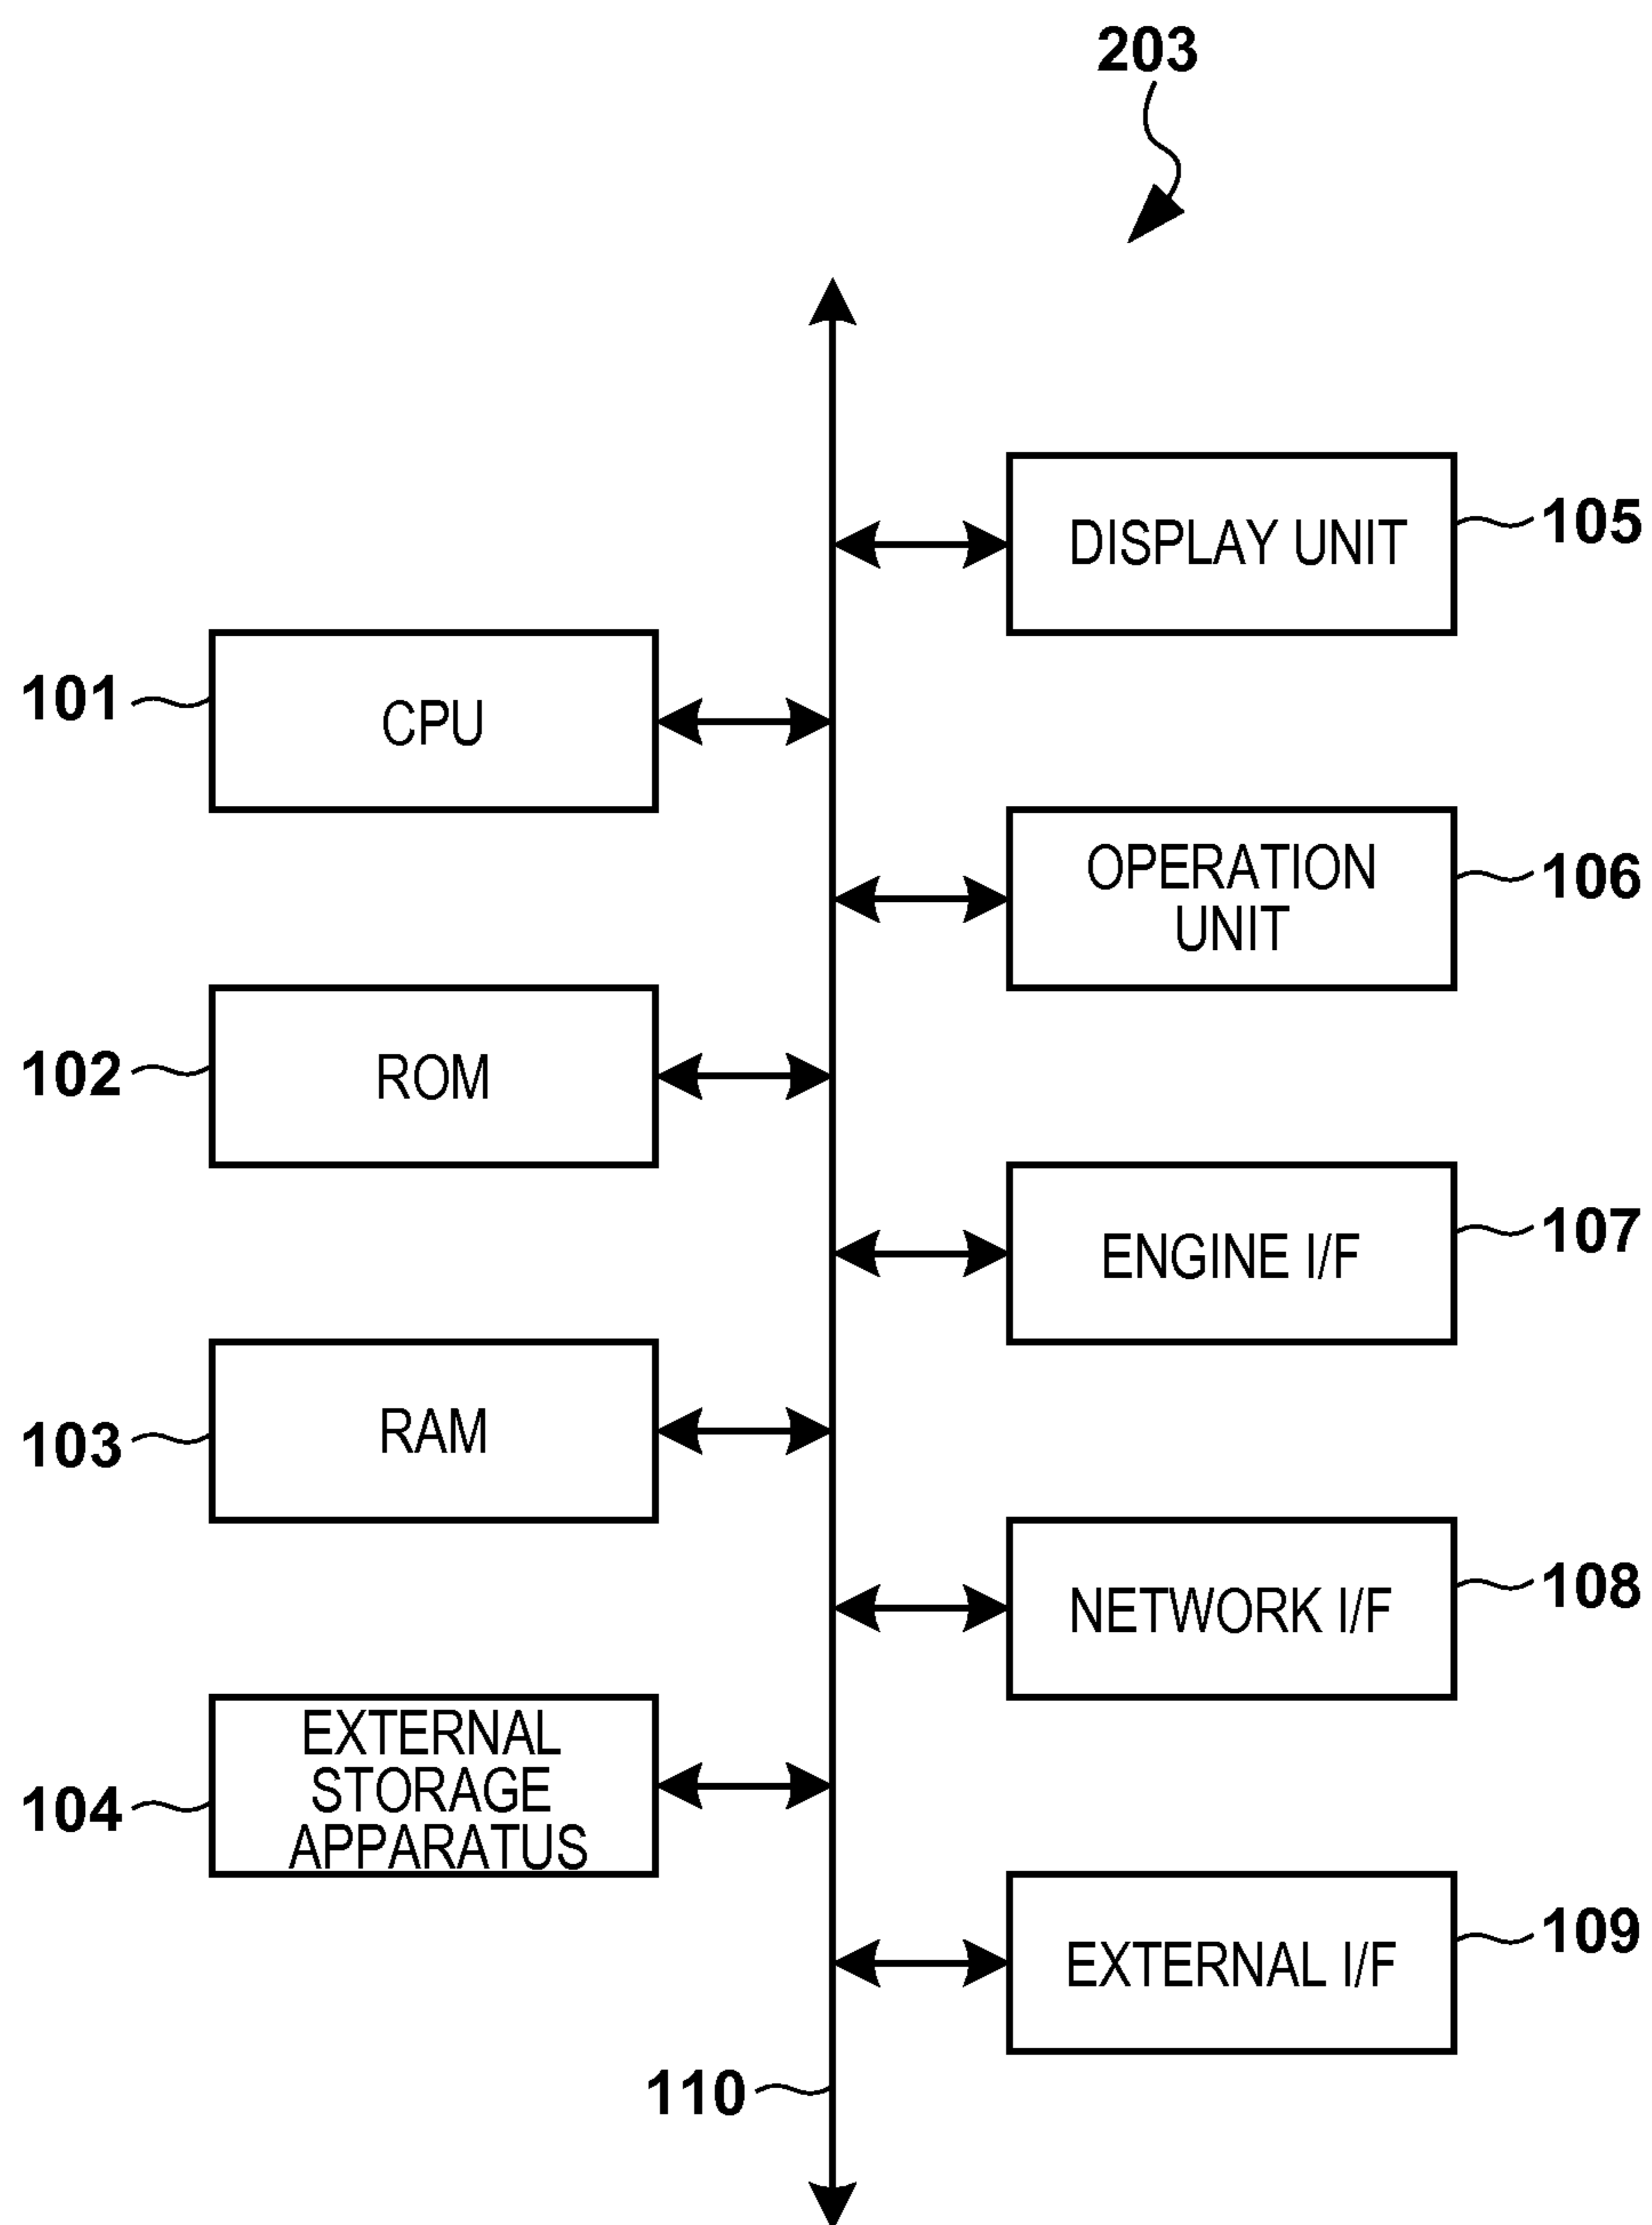 203
DISPLAY UNIT
105
101
CPU
OPERATION
UNIT
106
102
ROM
ENGINE I/F
107
103
RAM
NETWORK I/F
108
104
EXTERNAL
STORAGE
APPARATUS
EXTERNAL I/F
109
110